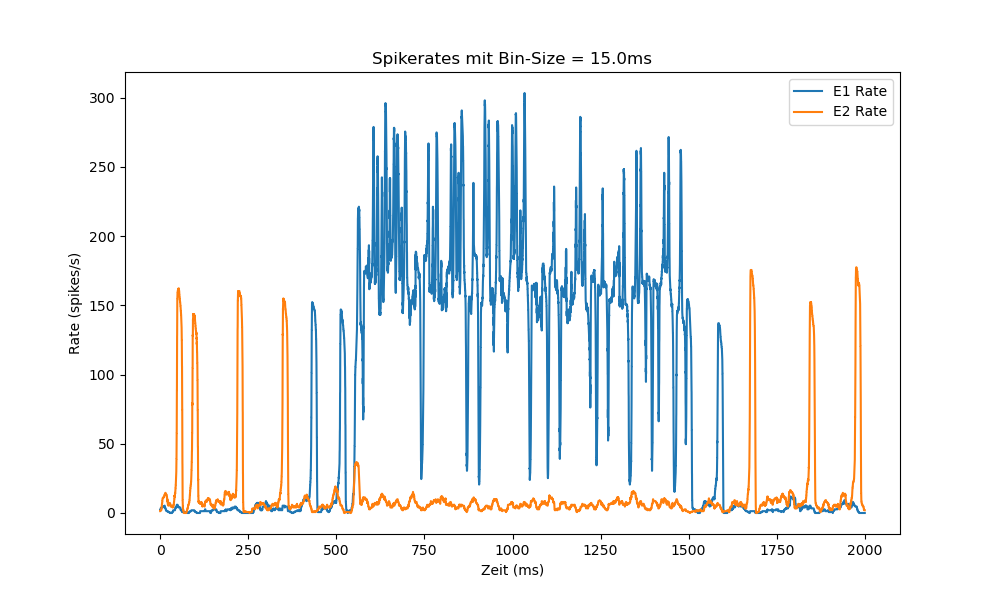 Spikerates mit Bin-Size = 15.0ms
E1 Rate
E2 Rate
300
250
200
150
100
50
0
Rate (spikes/s)
0 250 500 750 1000 1250 1500 1750 2000
Zeit (ms)